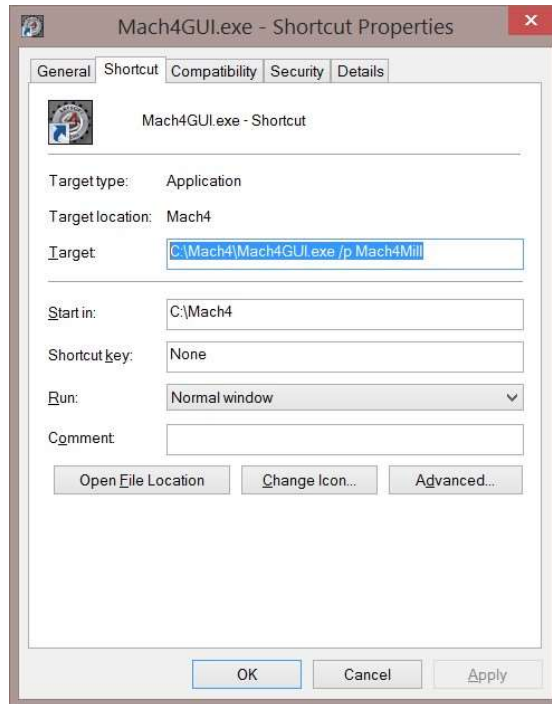 Mach4GUI.exe - Shortcut Properties
x
General Shortcut Compatibility Security Details
Mach4GUI.exe - Shortcut
Target type: Application
Target location: Mach4
Target: C:\Mach4\Mach4GUI.exe /p Mach4Mill
Start in: C:\Mach4
Shortcut key: None
Run: Normal window
Comment:
Open File Location Change Icon... Advanced...
OK Cancel Apply